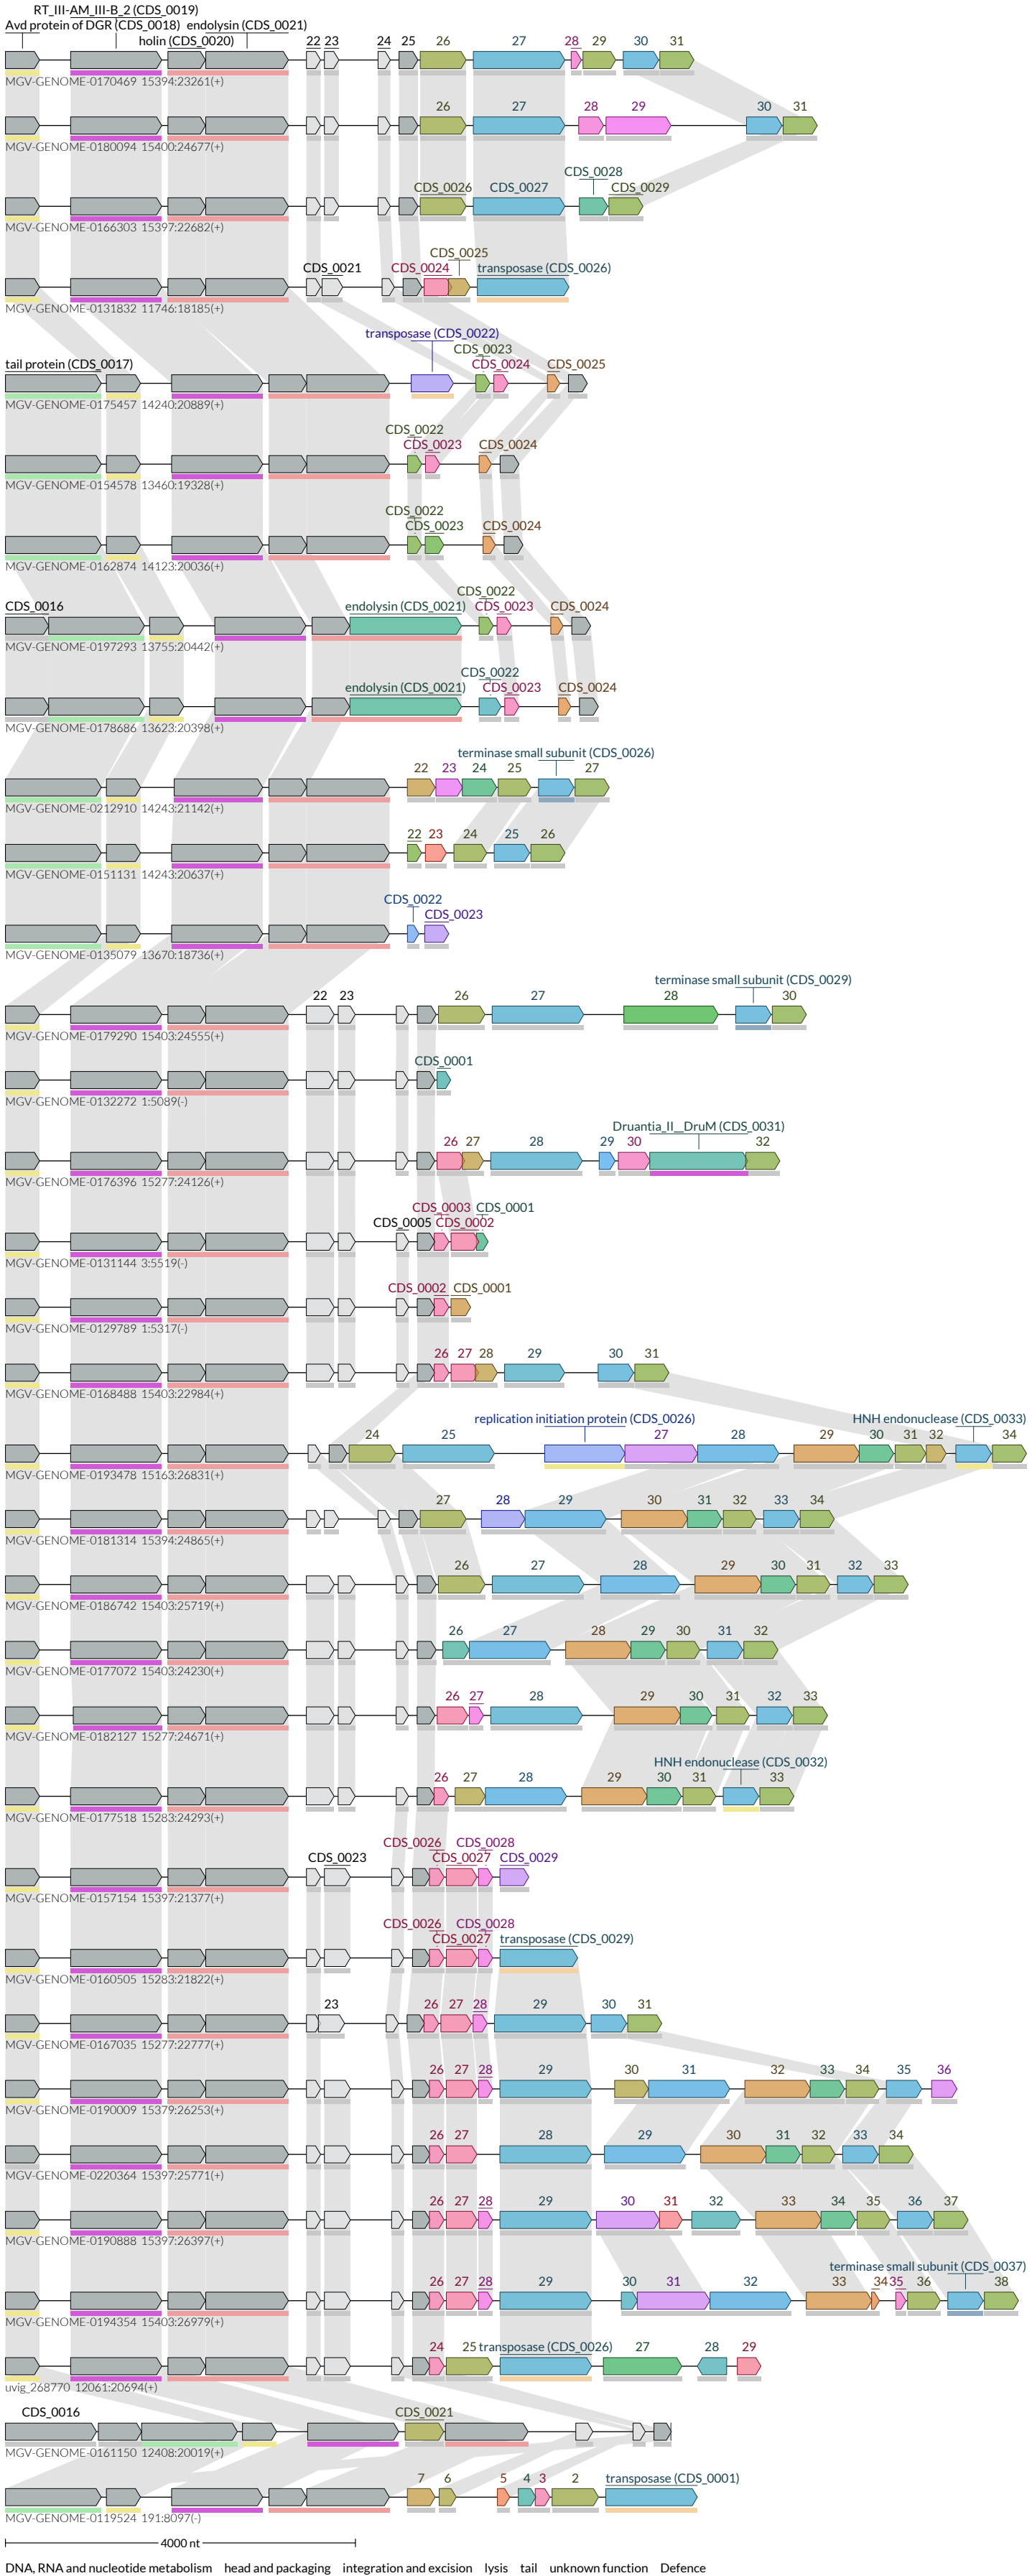 RT_III-AM_III-B_2 (CDS_0019)
Avd protein of DGR (CDS_0018) endolysin (CDS_0021)
holin (CDS_0020) 22 23 24 25 26 27 28 29 30 31
MGV-GENOME-0170469 15394:23261(+)
28 29 30 31
MGV-GENOME-0180094 15400:24677(+)
CDS_0028
CDS_0026 CDS_0027 CDS_0029
MGV-GENOME-0166303 15397:22682(+)
CDS_0025
CDS_0021 CDS_0024 transposase (CDS_0026)
MGV-GENOME-0131832 11746:18185(+)
transposase (CDS_0022)
CDS_0023
tail protein (CDS_0017) CDS_0024 CDS_0025
MGV-GENOME-0175457 14240:20889(+)
CDS_0022
CDS_0023 CDS_0024
MGV-GENOME-0154578 13460:19328(+)
CDS_0022
CDS_0023 CDS_0024
MGV-GENOME-0162874 14123:20036(+)
CDS_0022
CDS_0016 endolysin (CDS_0021) CDS_0023 CDS_0024
MGV-GENOME-0197293 13755:20442(+)
CDS_0022
endolysin (CDS_0021) CDS_0023 CDS_0024
MGV-GENOME-0178686 13623:20398(+)
terminase small subunit (CDS_0026)
22 23 24 25 27
MGV-GENOME-0212910 14243:21142(+)
22 23 24 25 26
MGV-GENOME-0151131 14243:20637(+)
CDS_0022
CDS_0023
MGV-GENOME-0135079 13670:18736(+)
terminase small subunit (CDS_0029)
22 23 26 27 28 30
MGV-GENOME-0179290 15403:24555(+)
CDS_0001
MGV-GENOME-0132272 1:5089(-)
Druantia_II__DruM (CDS_0031)
26 27 28 29 30 32
MGV-GENOME-0176396 15277:24126(+)
CDS_0003 CDS_0001
CDS_0005 CDS_0002
MGV-GENOME-0131144 3:5519(-)
CDS_0002 CDS_0001
MGV-GENOME-0129789 1:5317(-)
26 27 28 29 30 31
MGV-GENOME-0168488 15403:22984(+)
replication initiation protein (CDS_0026) HNH endonuclease (CDS_0033)
24 25 27 28 29 30 31 32 34
MGV-GENOME-0193478 15163:26831(+)
27 28 29 30 31 32 33 34
MGV-GENOME-0181314 15394:24865(+)
26 27 28 29 30 31 32 33
MGV-GENOME-0186742 15403:25719(+)
26 27 28 29 30 31 32
MGV-GENOME-0177072 15403:24230(+)
26 27 28 29 30 31 32 33
MGV-GENOME-0182127 15277:24671(+)
HNH endonuclease (CDS_0032)
26 27 28 29 30 31 33
MGV-GENOME-0177518 15283:24293(+)
CDS_0026 CDS_0028
CDS_0023 CDS_0027 CDS_0029
MGV-GENOME-0157154 15397:21377(+)
CDS_0026 CDS_0028
CDS_0027 transposase (CDS_0029)
MGV-GENOME-0160505 15283:21822(+)
23 26 27 28 29 30 31
MGV-GENOME-0167035 15277:22777(+)
26 27 28 29 30 31 32 33 34 35 36
MGV-GENOME-0190009 15379:26253(+)
26 27 28 29 30 31 32 33 34
MGV-GENOME-0220364 15397:25771(+)
26 27 28 29 30 31 32 33 34 35 36 37
MGV-GENOME-0190888 15397:26397(+)
terminase small subunit (CDS_0037)
26 27 28 29 30 31 32 33 34 35 36 38
MGV-GENOME-0194354 15403:26979(+)
24 25 transposase (CDS_0026) 27 28 29
uvig_268770 12061:20694(+)
CDS_0016 CDS_0021
MGV-GENOME-0161150 12408:20019(+)
7 6 5 4 3 2 transposase (CDS_0001)
MGV-GENOME-0119524 191:8097(-)
4000 nt
DNA, RNA and nucleotide metabolism head and packaging integration and excision lysis tail unknown function Defence